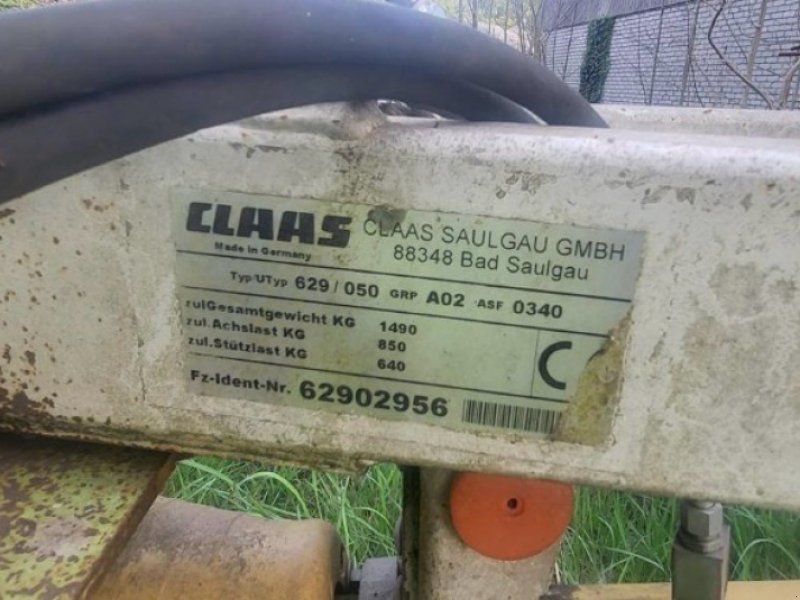 CLAAS CLAAS SAULGAU GMBH
Made in Germany 88348 Bad Saulgau
Typ/UTyp 629/050 GRP A02 ASF 0340
zulGesamtgewicht KG 1490
zul.Achslast KG 850
zul.Stützlast KG 640
C
Fz-Ident-Nr. 62902956